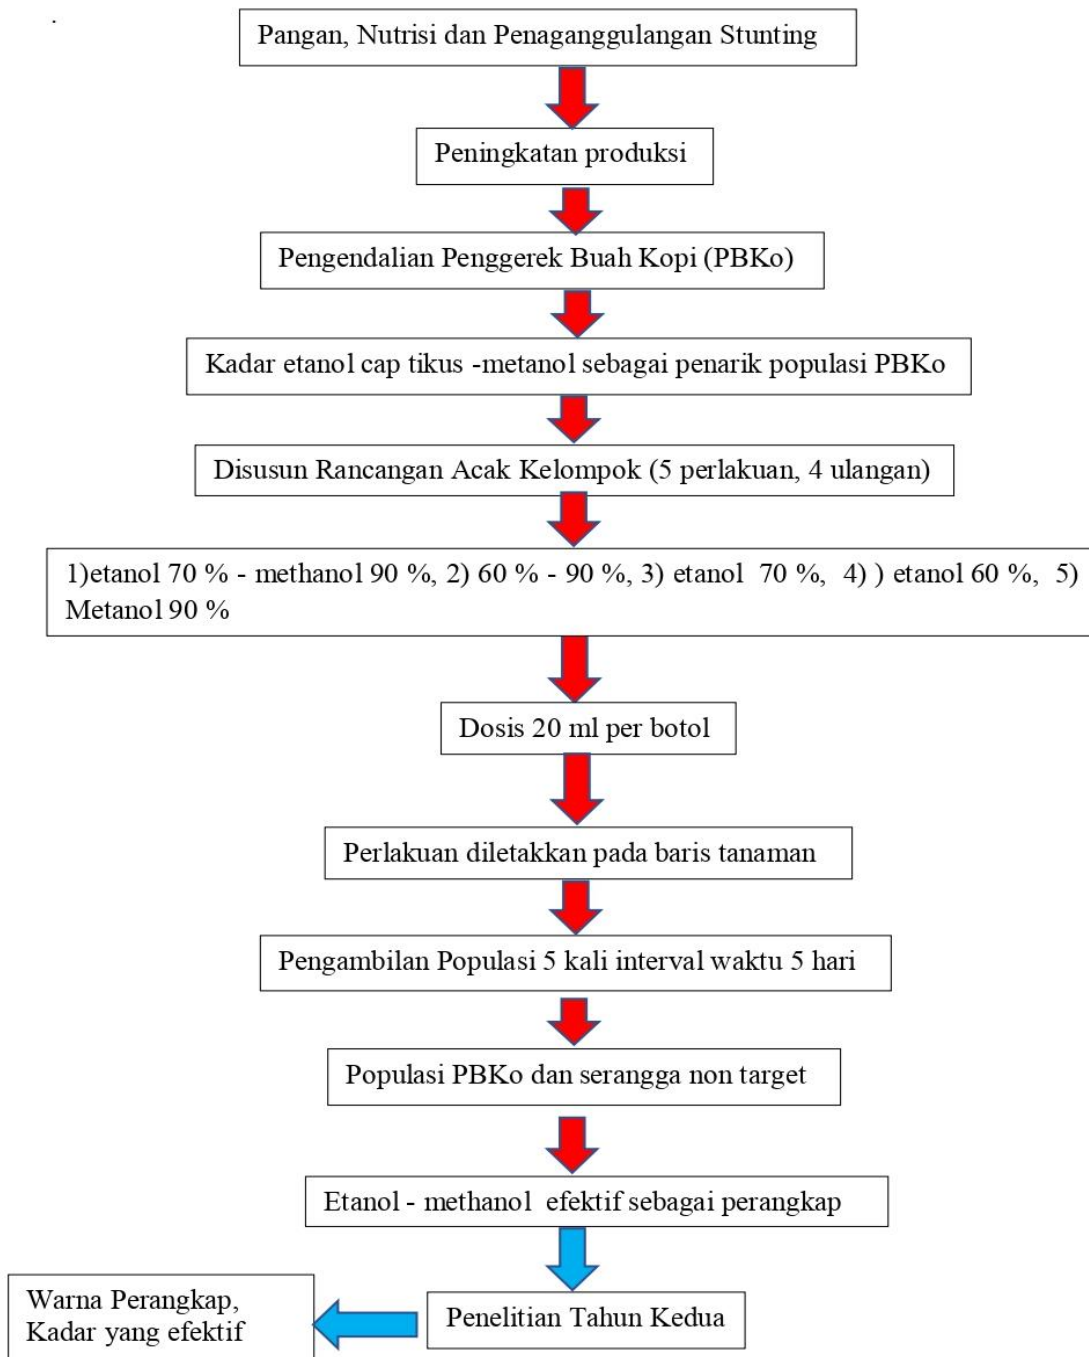 Pangan, Nutrisi dan Penaganggulangan Stunting
Peningkatan produksi
Pengendalian Penggerek Buah Kopi (PBKo)
Kadar etanol cap tikus -metanol sebagai penarik populasi PBKo
Disusun Rancangan Acak Kelompok (5 perlakuan, 4 ulangan)
1)etanol 70 % - methanol 90 %, 2) 60 % - 90 %, 3) etanol 70 %, 4) ) etanol 60 %, 5)
Metanol 90 %
Dosis 20 ml per botol
Perlakuan diletakkan pada baris tanaman
Pengambilan Populasi 5 kali interval waktu 5 hari
Populasi PBKo dan serangga non target
Etanol - methanol efektif sebagai perangkap
Penelitian Tahun Kedua
Warna Perangkap,
Kadar yang efektif